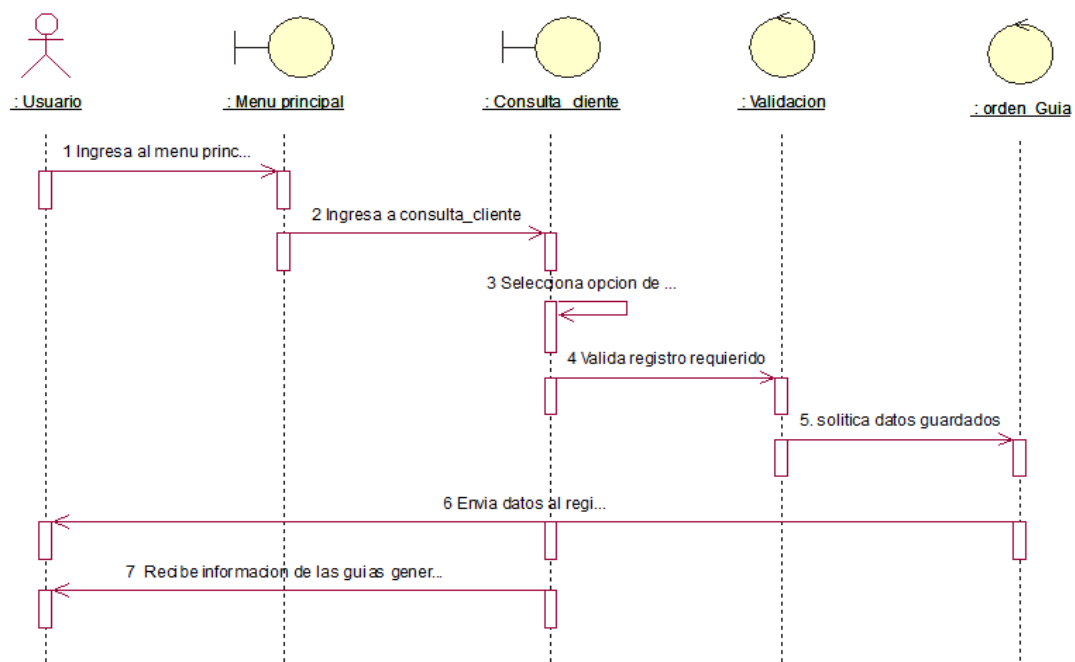 : Usuario
: Menu principal
: Consulta_cliente
: Validacion
: orden_Guia
1 Ingresa al menu princ...
2 Ingresa a consulta_cliente
3 Selecciona opcion de ...
4 Valida registro requierido
5. solitica datos guardados
6 Envia datos al regi...
7 Recibe informacion de las guias gener...